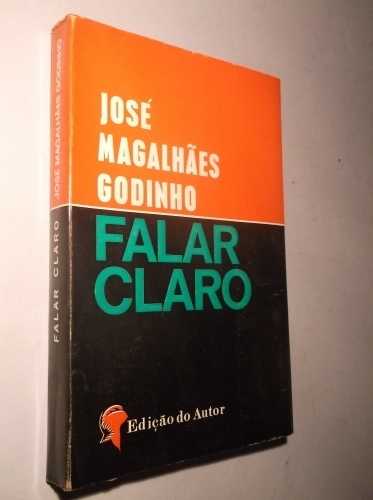 JOSÉ
MAGALHÃES
GODINHO
FALAR
CLARO
Edição do Autor
FALAR CLARO JOSÉ MAGALHÃES GODINHO